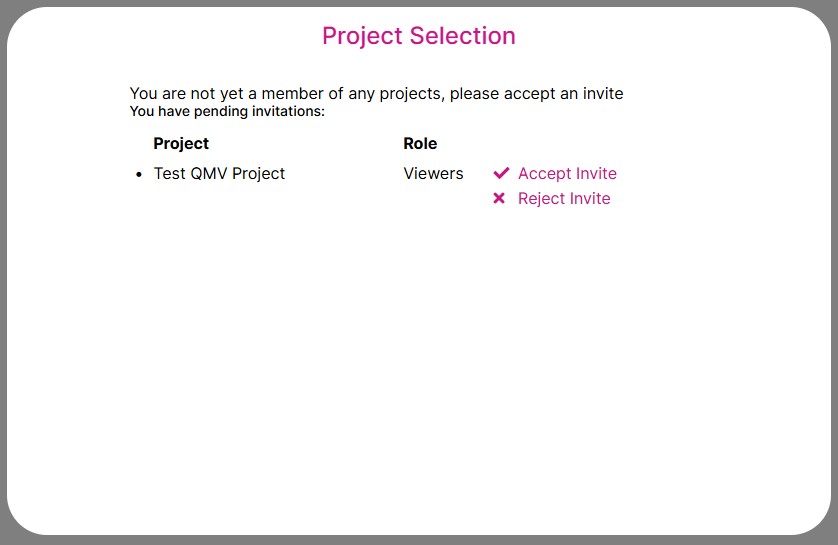 Project Selection
You are not yet a member of any projects, please accept an invite
You have pending invitations:
Project Role
• Test QMV Project Viewers Accept Invite
Reject Invite